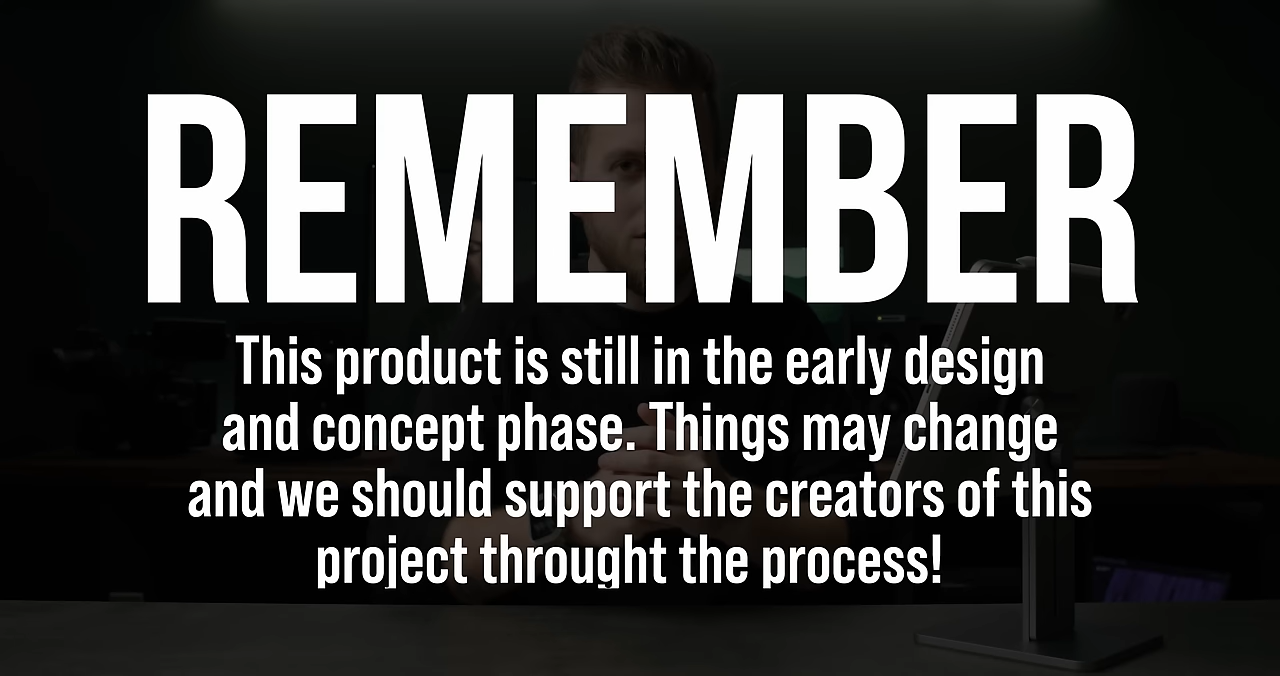 REMEMBER
This product is still in the early design
and concept phase. Things may change
and we should support the creators of this
project throught the process!